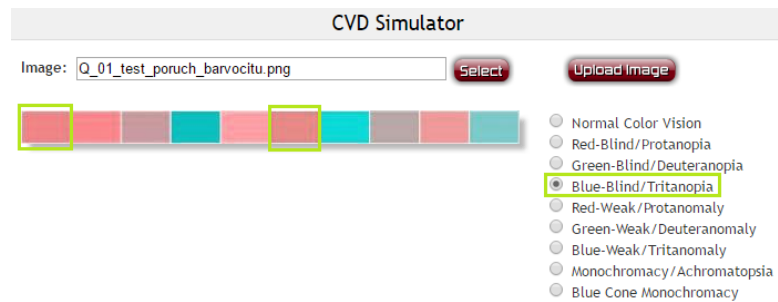 CVD Simulator
Image: Q_01_test_poruch_barvocitu.png Select Upload Image
Normal Color Vision
Red-Blind/Protanopia
Green-Blind/Deuteranopia
Blue-Blind/Tritanopia
Red-Weak/Protanomaly
Green-Weak/Deuteranomaly
Blue-Weak/Tritanomaly
Monochromacy/Achromatopsia
Blue Cone Monochromacy